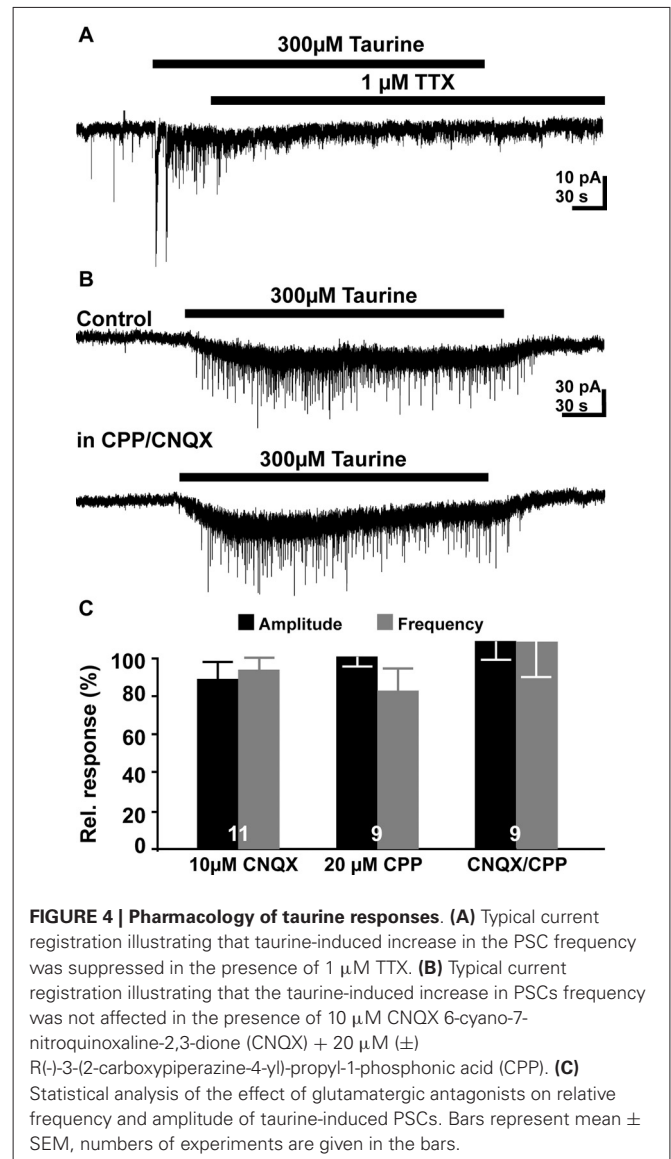 A
300µM Taurine
1 µM TTX
10 pA
30 s
B
300µM Taurine
Control
30 pA
30 s
in CPP/CNQX
300µM Taurine
C
Amplitude Frequency
Rel. response (%)
100
80
60
40
20
0
11 9 9
10µM CNQX 20 µM CPP CNQX/CPP
FIGURE 4 | Pharmacology of taurine responses. (A) Typical current
registration illustrating that taurine-induced increase in the PSC frequency
was suppressed in the presence of 1 µM TTX. (B) Typical current
registration illustrating that the taurine-induced increase in PSCs frequency
was not affected in the presence of 10 µM CNQX 6-cyano-7-
nitroquinoxaline-2,3-dione (CNQX) + 20 µM (±)
R(-)-3-(2-carboxypiperazine-4-yl)-propyl-1-phosphonic acid (CPP). (C)
Statistical analysis of the effect of glutamatergic antagonists on relative
frequency and amplitude of taurine-induced PSCs. Bars represent mean ±
SEM, numbers of experiments are given in the bars.